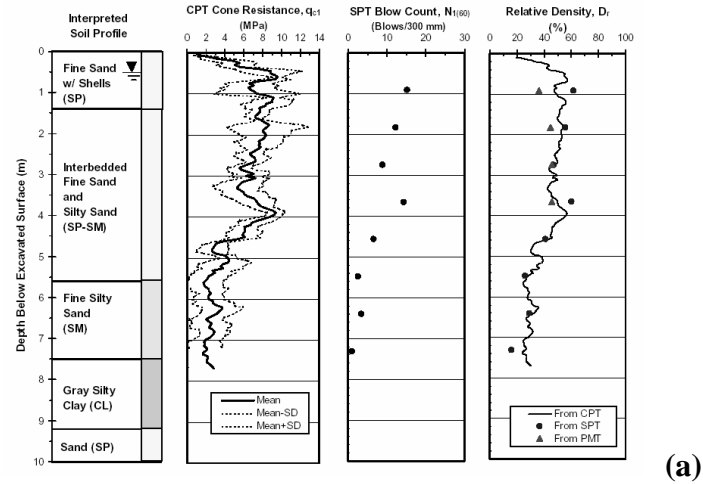 Interpreted
Soil Profile
CPT Cone Resistance, qc1
(MPa)
SPT Blow Count, N1(60)
(Blows/300 mm)
Relative Density, Dr
(%)
0 2 4 6 8 10 12 14
0 10 20 30
0 20 40 60 80 100
Depth Below Excavated Surface (m)
0
1
2
3
4
5
6
7
8
9
10
Fine Sand
w/ Shells
(SP)
Interbedded
Fine Sand
and
Silty Sand
(SP-SM)
Fine Silty
Sand
(SM)
Gray Silty
Clay (CL)
Sand (SP)
Mean
Mean-SD
Mean+SD
From CPT
From SPT
From PMT
(a)